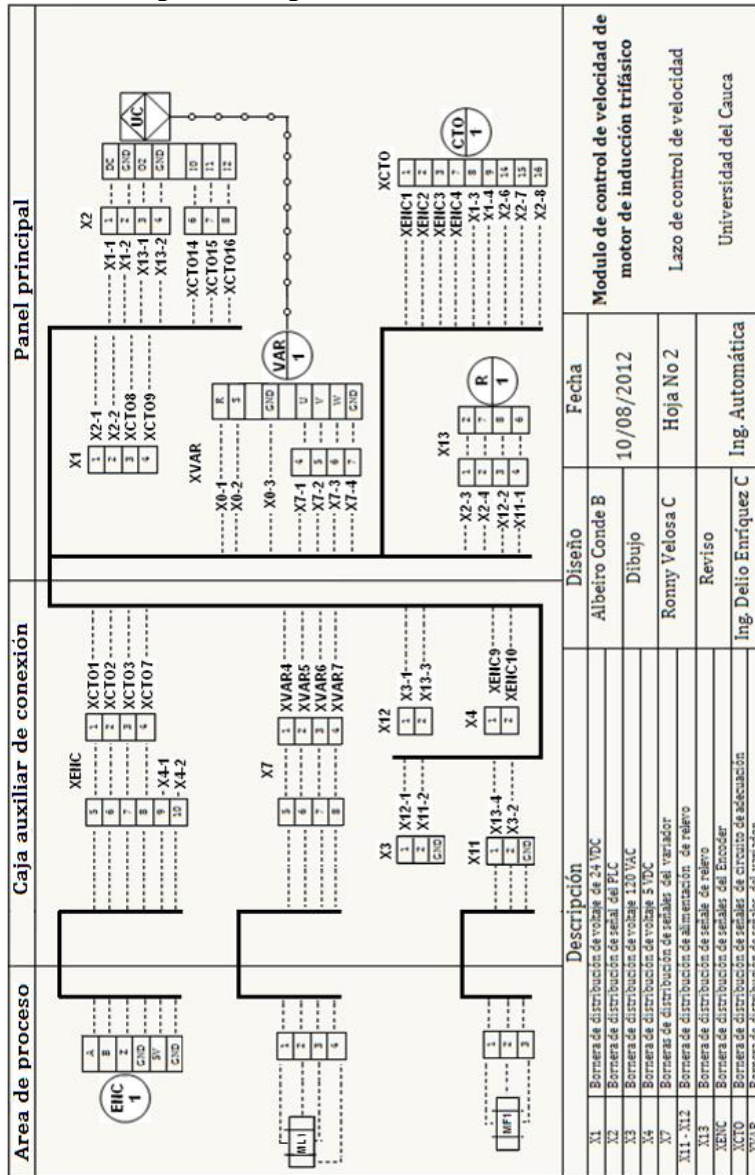 Area de proceso
Caja auxiliar de conexión
Panel principal
ENC
1
A
B
Z
GND
5V
GND
ML1
1
2
3
4
MF1
1
2
3
XENC
5
6
7
8
9
10
X4-1
X4-2
1
2
3
4
XCTO1
XCTO2
XCTO3
XCTO7
X7
5
6
7
8
1
2
3
4
XVAR4
XVAR5
XVAR6
XVAR7
X3
1
2
GND
X12-1
X11-2
X12
1
2
X3-1
X13-3
X11
1
2
GND
X13-4
X3-2
X4
1
2
XENC9
XENC10
X1
1
2
3
4
X2-1
X2-2
XCTO8
XCTO9
X2
X1-1
X1-2
X13-1
X13-2
XCTO14
XCTO15
XCTO16
1
2
3
4
6
7
8
DC
GND
O2
GND
I0
I1
I2
UC
XVAR
X0-1
X0-2
X0-3
X7-1
X7-2
X7-3
X7-4
4
5
6
7
R
S
GND
U
V
W
GND
VAR
1
X13
X2-3
X2-4
X12-2
X11-1
1
2
3
4
2
7
8
6
R
1
XCTO
XENC1
XENC2
XENC3
XENC4
X1-3
X1-4
X2-6
X2-7
X2-8
1
2
3
7
8
9
14
15
16
CTO
1
Descripción
X1 Bornera de distribución de voltaje de 24 VDC
X2 Bornera de distribución de señal del PLC
X3 Bornera de distribución de voltaje 120 VAC
X4 Bornera de distribución de voltaje 5 VDC
X7 Borneras de distribución de señales del variador
X11-X12 Bornera de distribución de alimentación de relevo
X13 Bornera de distribución de señale de relevo
XENC Bornera de distribución de señales del Encoder
XCTO Bornera de distribución de señales de circuito de adecuación
Diseño
Albeiro Conde B
Dibujo
Ronny Velosa C
Reviso
Ing. Delio Enríquez C
Fecha
10/08/2012
Hoja No 2
Ing. Automática
Modulo de control de velocidad de
motor de inducción trifásico
Lazo de control de velocidad
Universidad del Cauca